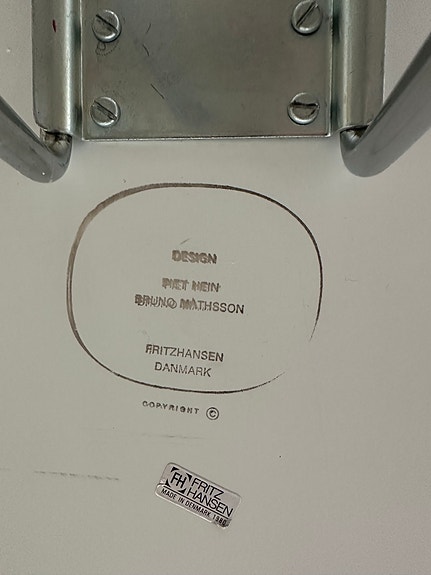 DESIGN
PIET HEIN
BRUNO MATHSSON
FRITZHANSEN
DANMARK
COPYRIGHT ©
FH FRITZ
HANSEN
MADE IN DENMARK